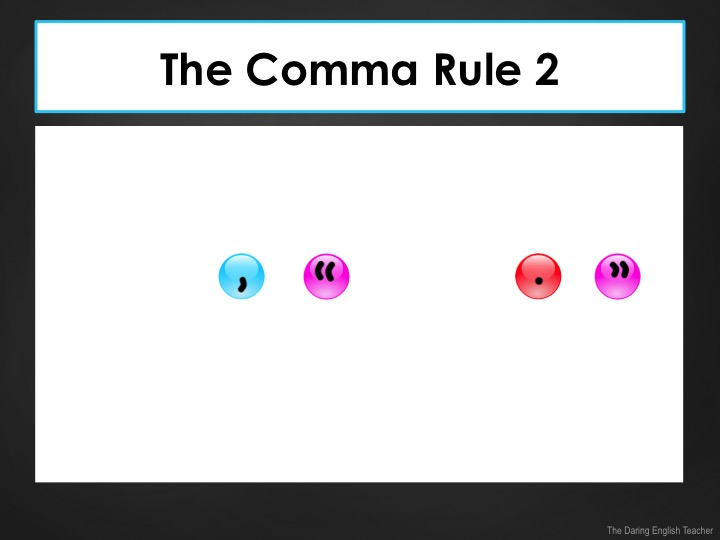 The Comma Rule 2
, “ . ”
The Daring English Teacher